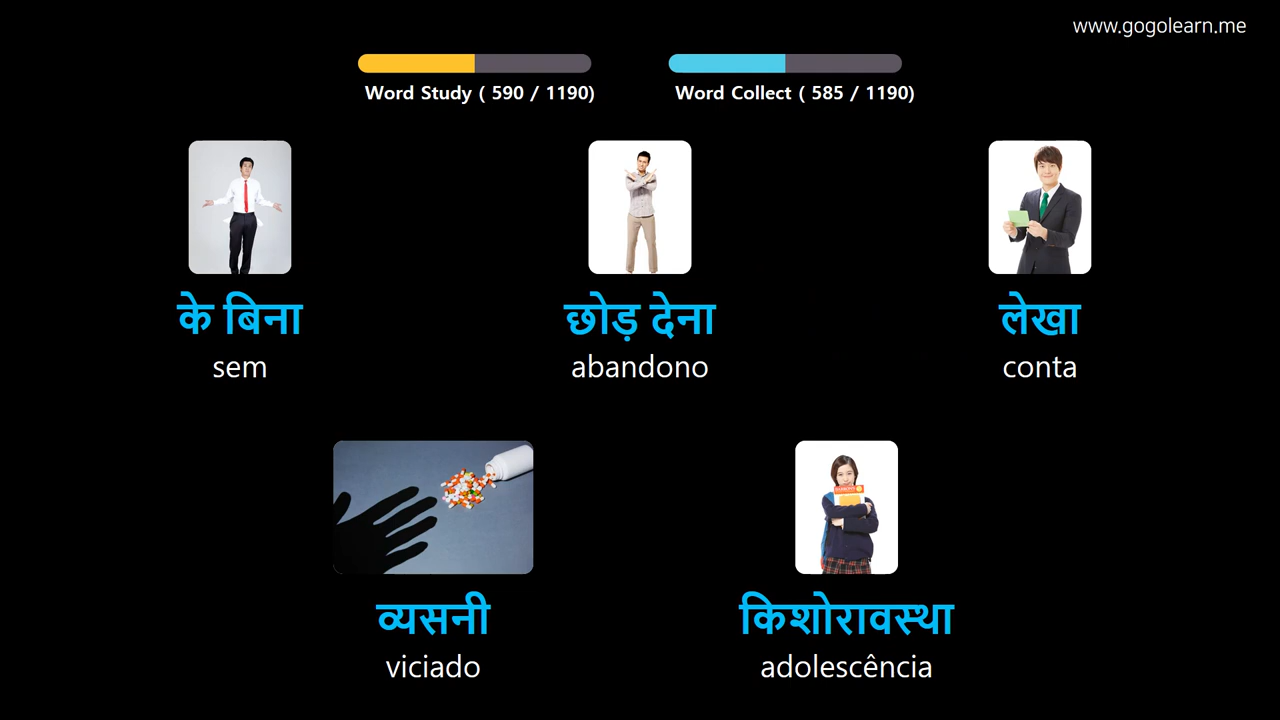 www.gogolearn.me
Word Study ( 590 / 1190)
Word Collect ( 585 / 1190)
के बिना
sem
छोड़ देना
abandono
लेखा
conta
व्यसनी
viciado
किशोरावस्था
adolescência